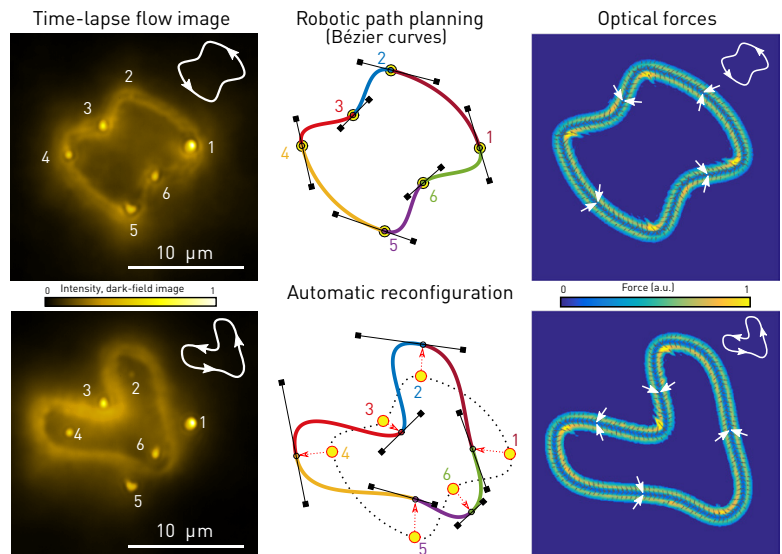 Time-lapse flow image
Robotic path planning
(Bézier curves)
Optical forces
2
3
1
4
6
5
10 µm
2
3
1
4
6
5
0 Intensity, dark-field image 1
Automatic reconfiguration
0 Force (a.u.) 1
3
2
1
4
6
5
10 µm
2
3
1
4
6
5